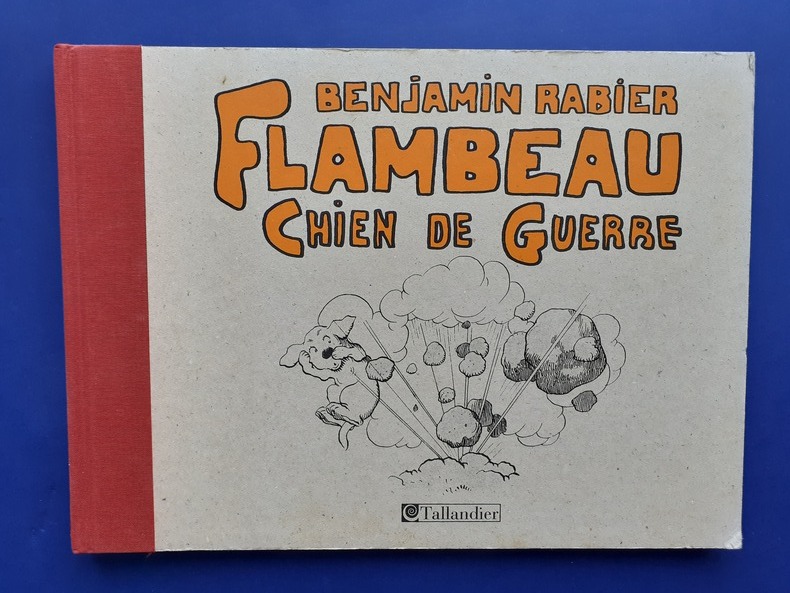 BENJAMIN RABIER
FLAMBEAU
CHIEN DE GUERRE
Tallandier